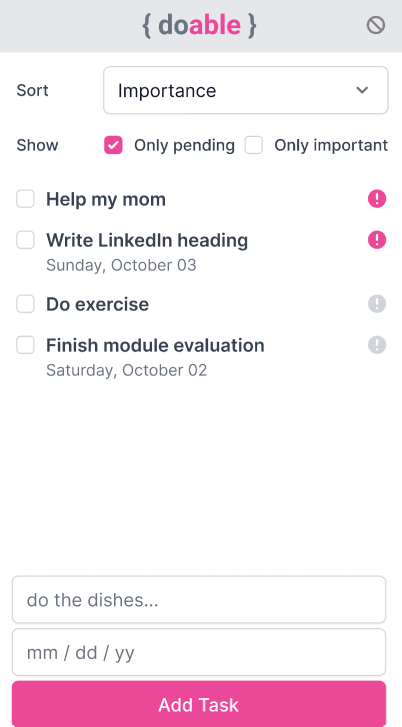 { doable }
Sort
Importance
Show
Only pending
Only important
Help my mom
Write LinkedIn heading
Sunday, October 03
Do exercise
Finish module evaluation
Saturday, October 02
do the dishes...
mm / dd / yy
Add Task